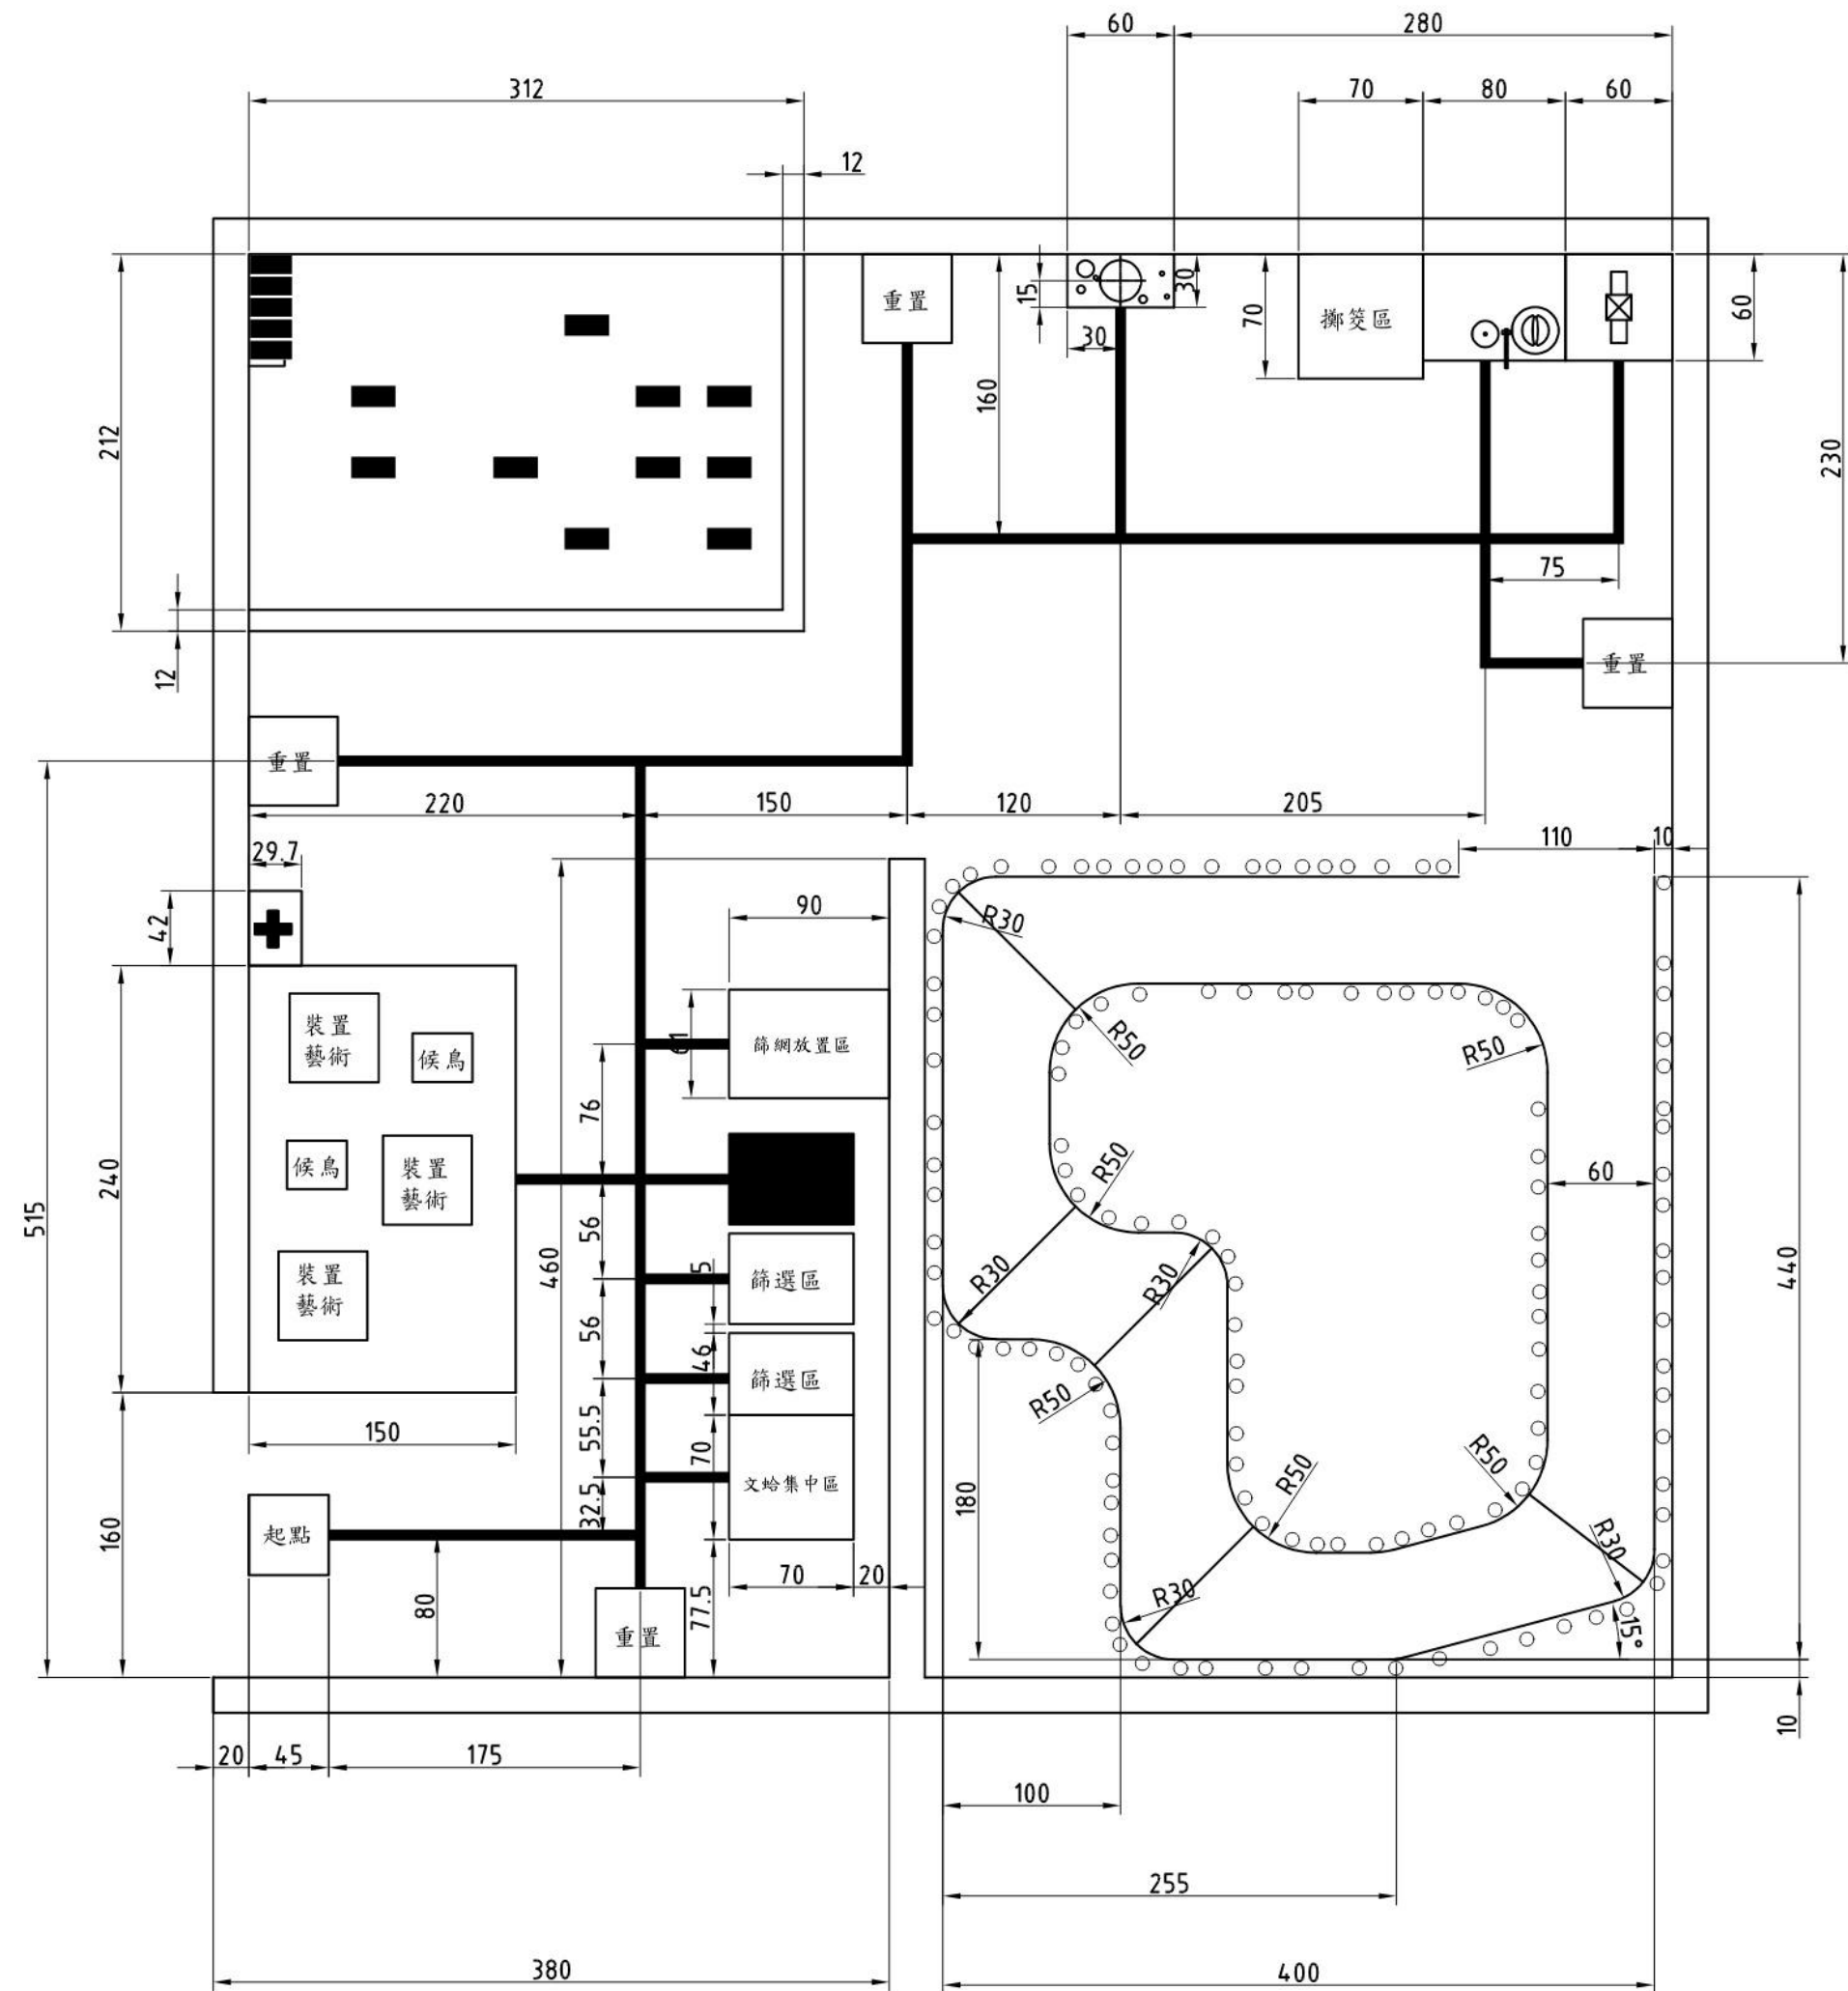 60
280
312
70
80
60
12
重置
15
30
30
擲筊區
70
60
160
212
230
75
12
重置
重置
220
150
120
205
110
10
29.7
42
90
R30
裝置
藝術
候鳥
篩網放置區
61
R50
R50
76
240
候鳥
裝置
藝術
R50
60
515
56
460
5
篩選區
裝置
藝術
R30
R30
440
56
46
篩選區
150
R50
55.5
70
文蛤集中區
R50
R50
160
起點
32.5
180
80
70
20
77.5
重置
R30
R30
15°
10
20
45
175
100
255
380
400